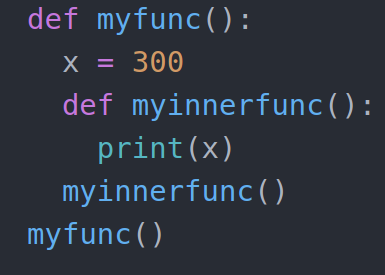 def myfunc():
  x = 300
  def myinnerfunc():
    print(x)
  myinnerfunc()
myfunc()